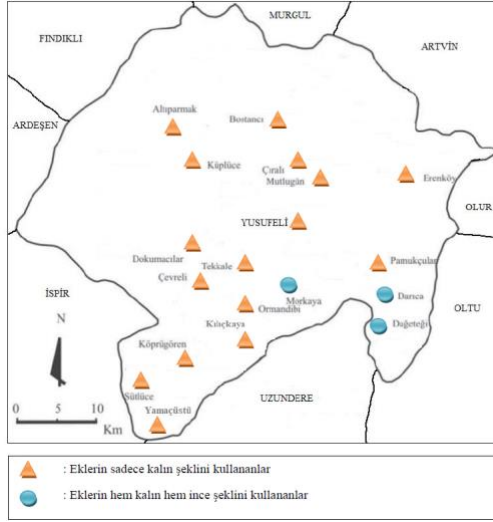 MURGUL
FINDIKLI
ARTVİN
Altıparmak
Bostancı
ARDEŞEN
Küplüce
Çıralı
Mutlugün
Erenköy
OLUR
YUSUFELİ
Dokumacılar
Tekkale
Pamukçular
Çevreli
İSPİR
Morkaya
Darıca
OLTU
Ormandibi
N
Kılıçkaya
Dağeteği
Köprügören
0 5 10
Km
Sütlüce
UZUNDERE
Yamaçüstü
: Eklerin sadece kalın şeklini kullananlar
: Eklerin hem kalın hem ince şeklini kullananlar